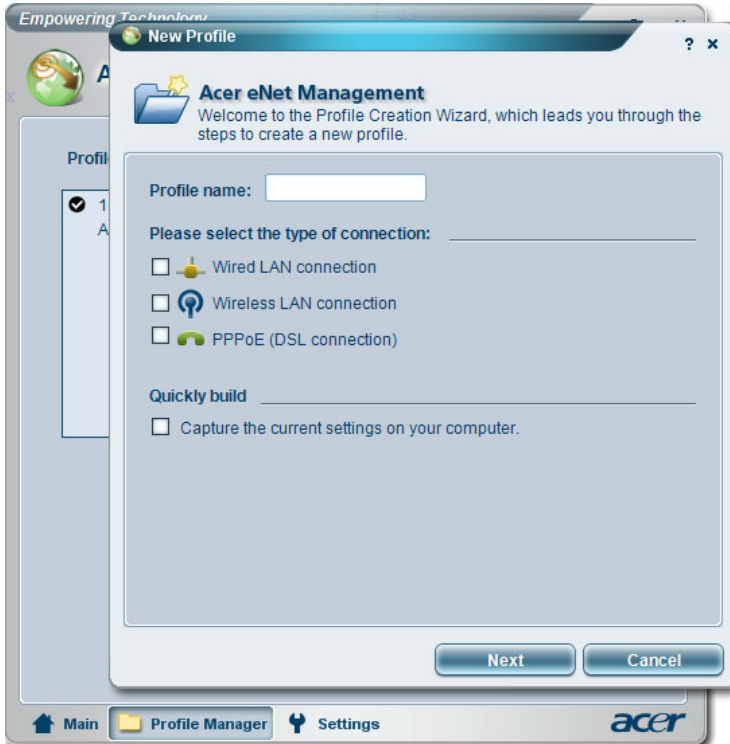 Empowering Technology
New Profile
? x
A
Acer eNet Management
Welcome to the Profile Creation Wizard, which leads you through the
steps to create a new profile.
Profil
1
A
Profile name:
Please select the type of connection:
Wired LAN connection
Wireless LAN connection
PPPoE (DSL connection)
Quickly build
Capture the current settings on your computer.
Next
Cancel
Main
Profile Manager
Settings
acer